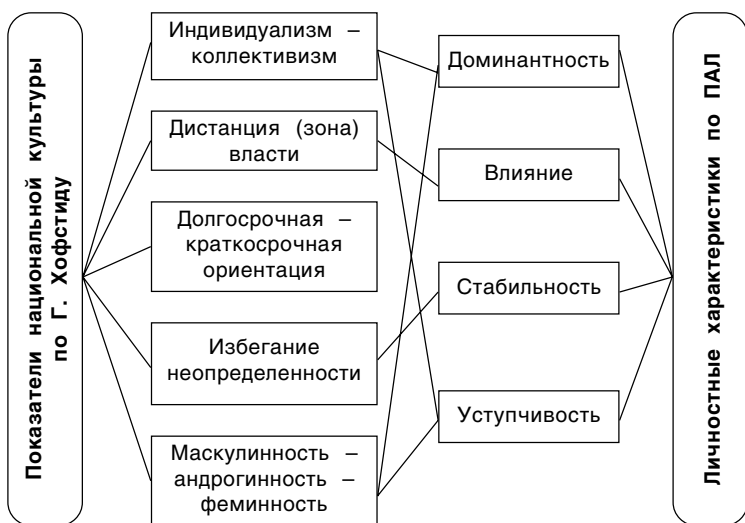 Показатели национальной культуры
по Г. Хофстиду
Индивидуализм –
коллективизм
Дистанция (зона)
власти
Долгосрочная –
краткосрочная
ориентация
Избегание
неопределенности
Маскулинность –
андрогинность –
феминность
Доминантность
Влияние
Стабильность
Уступчивость
Личностные характеристики по ПАЛ